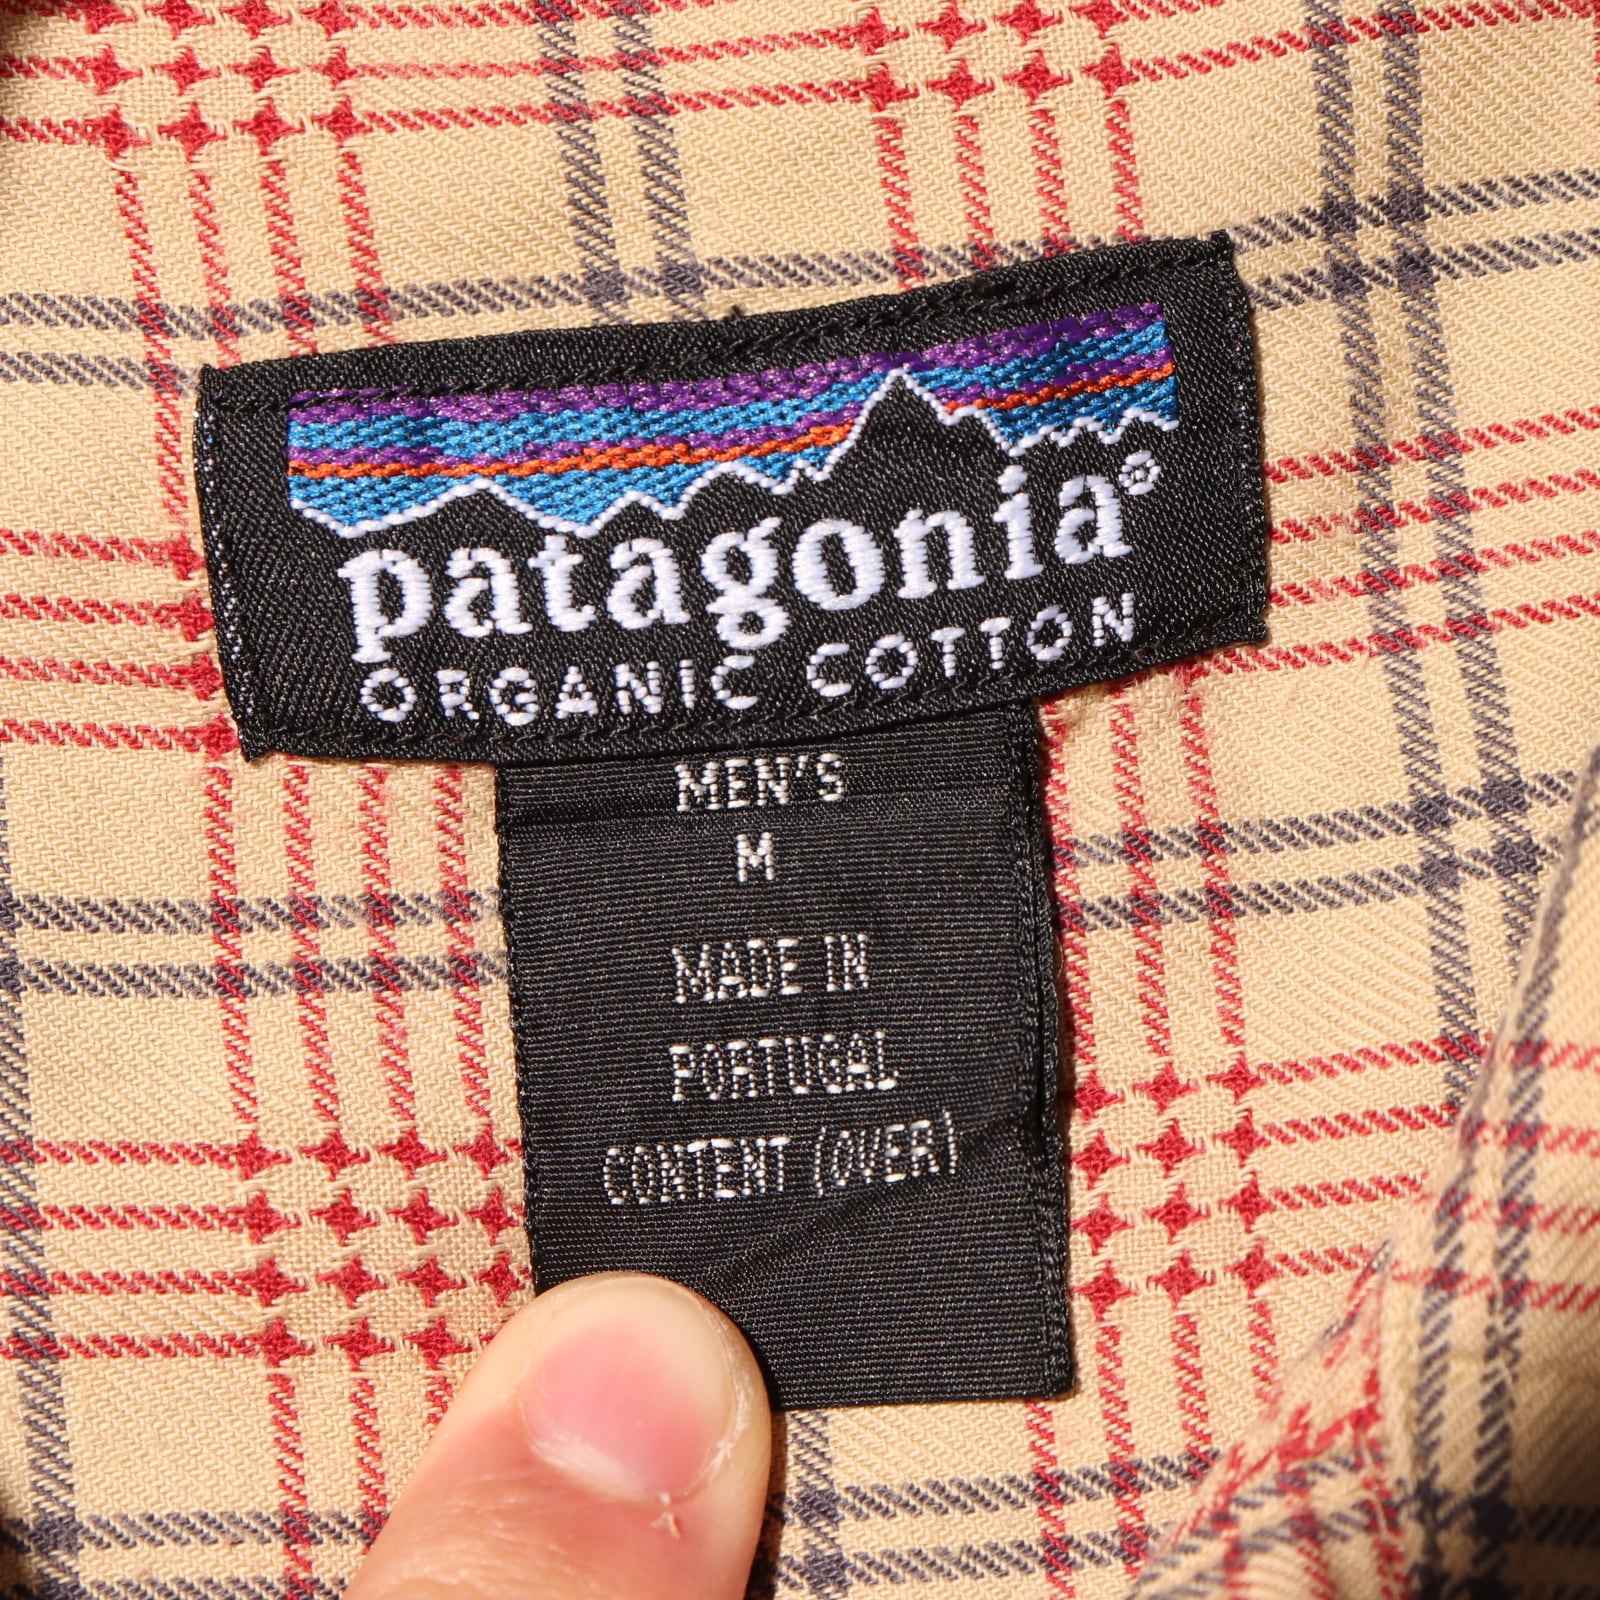 patagonia®
ORGANIC COTTON
MEN'S
M
MADE IN
PORTUGAL
CONTENT (OVER)